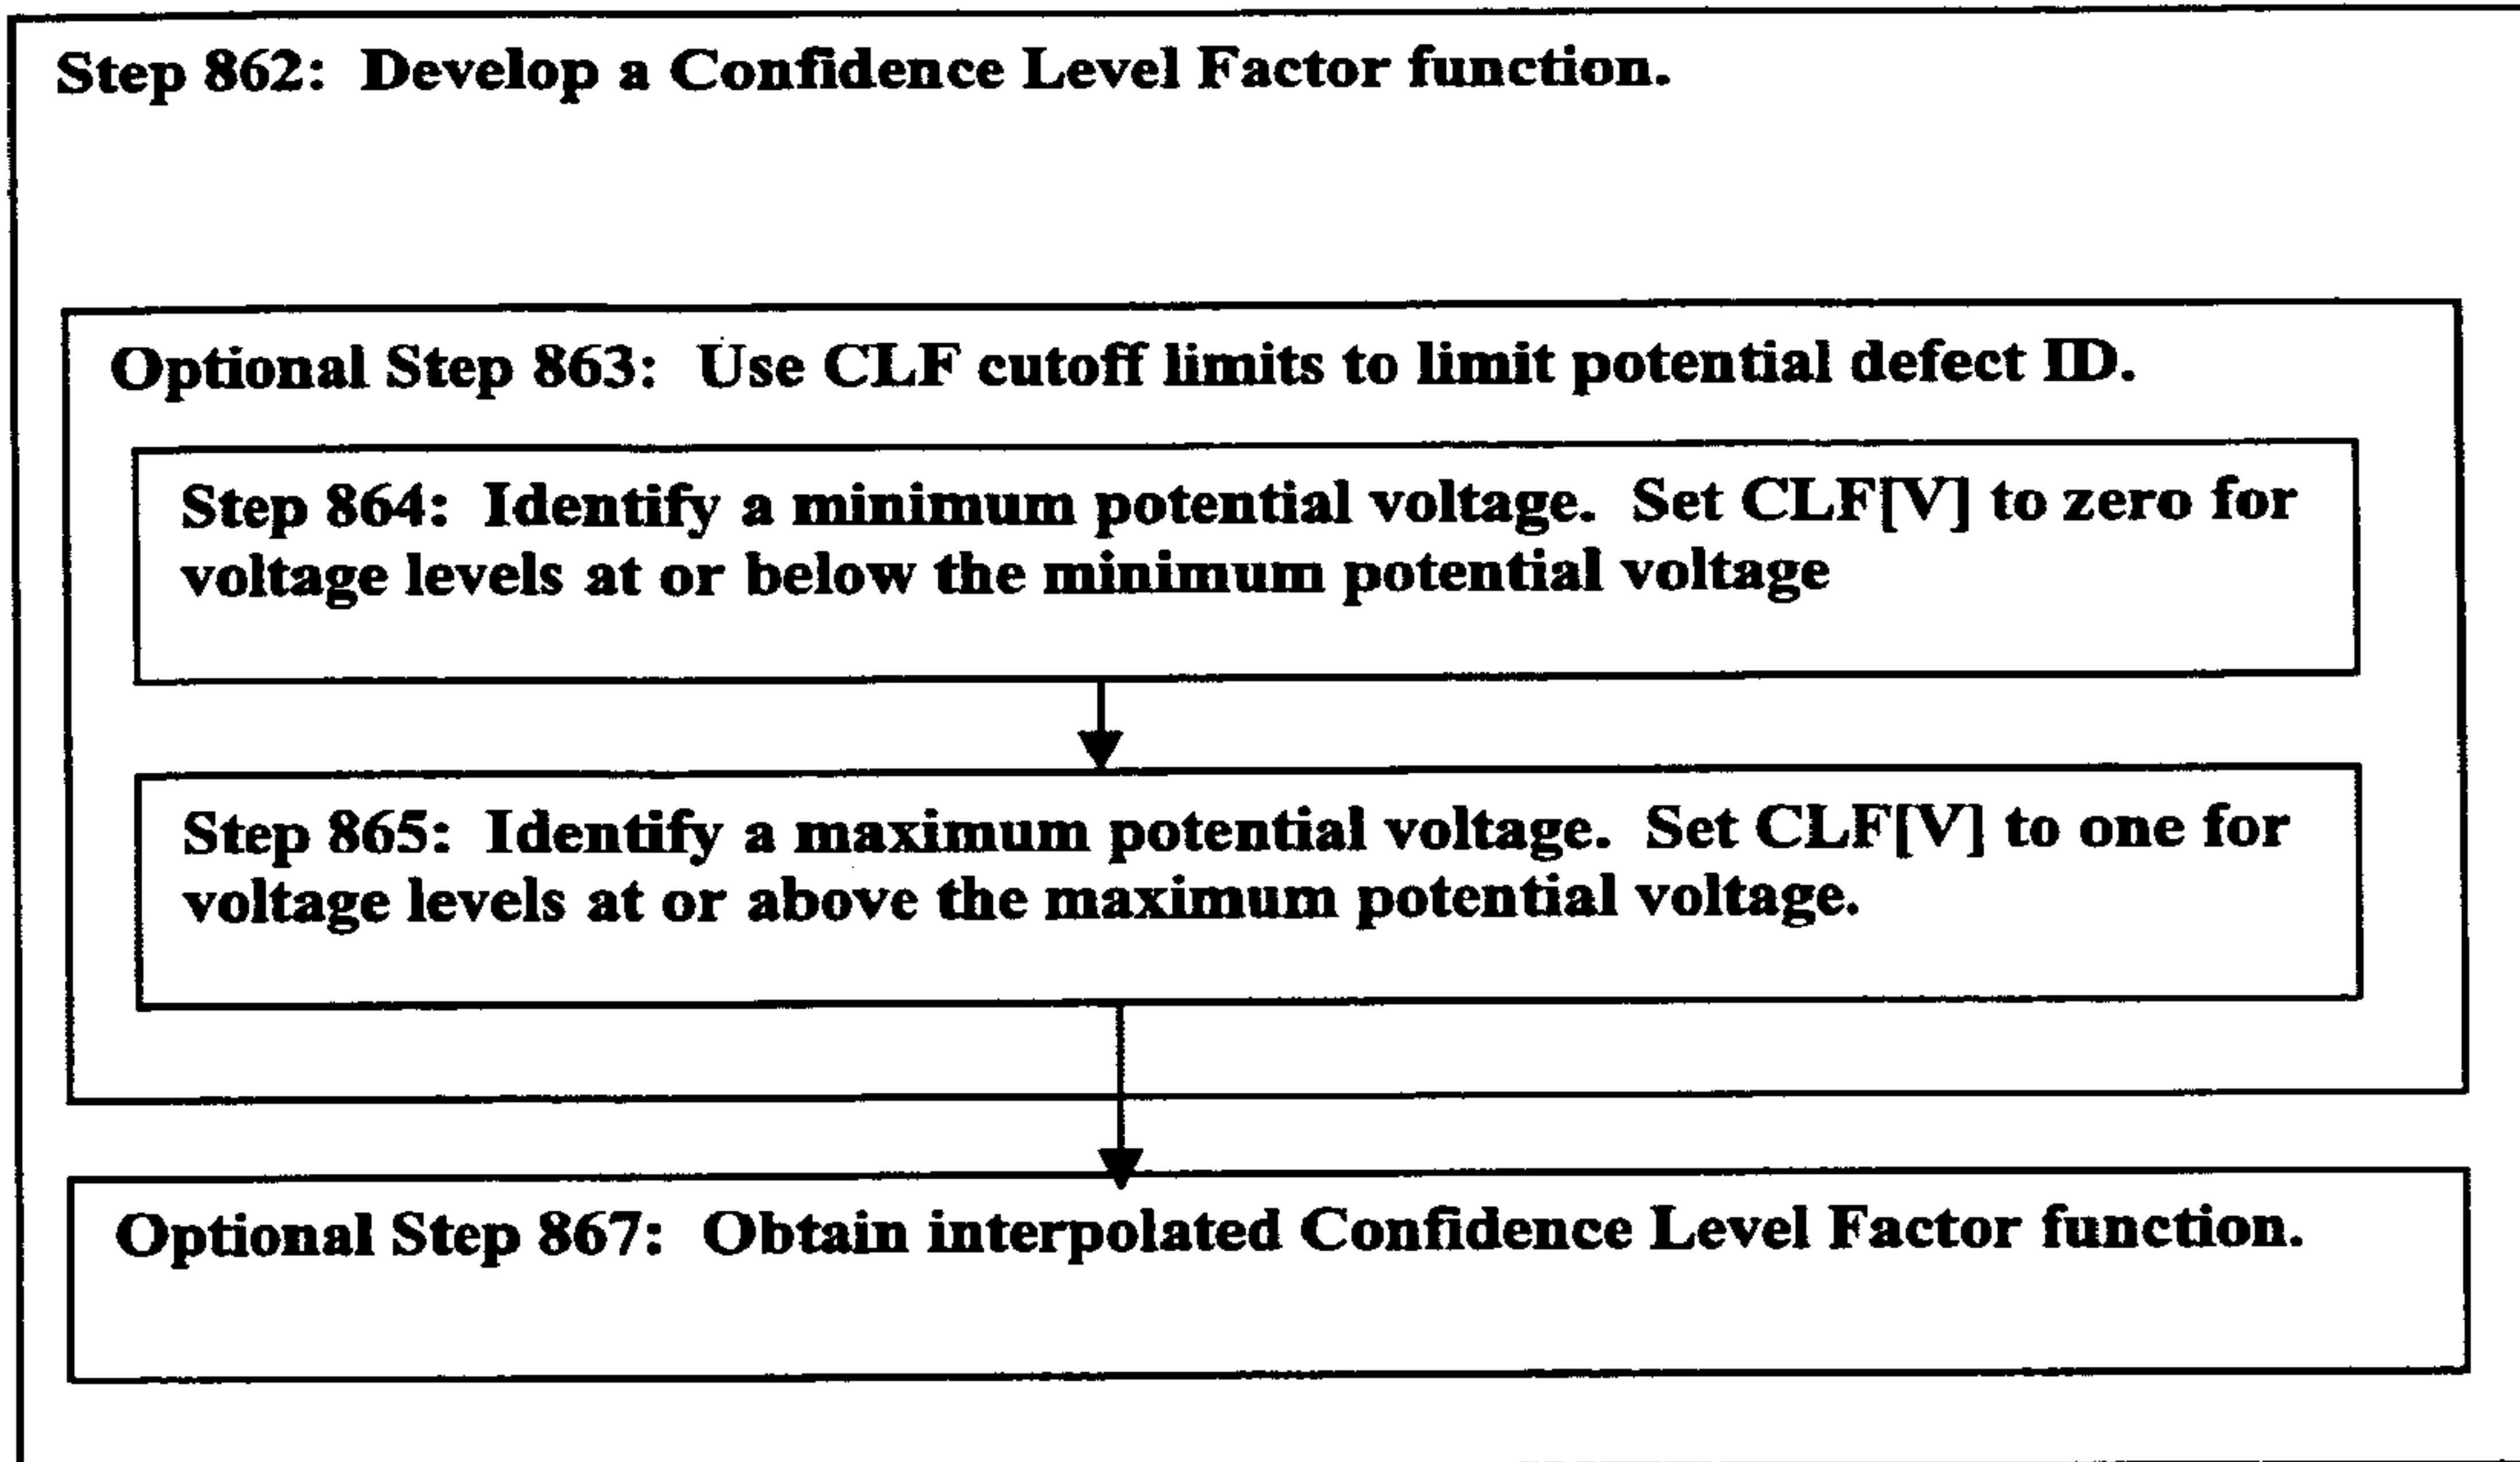 Step 862: Develop a Confidence Level Factor function.
Optional Step 863: Use CLF cutoff limits to limit potential defect ID.
Step 864: Identify a minimum potential voltage. Set CLF[V] to zero for
voltage levels at or below the minimum potential voltage
Step 865: Identify a maximum potential voltage. Set CLF[V] to one for
voltage levels at or above the maximum potential voltage.
Optional Step 867: Obtain interpolated Confidence Level Factor function.